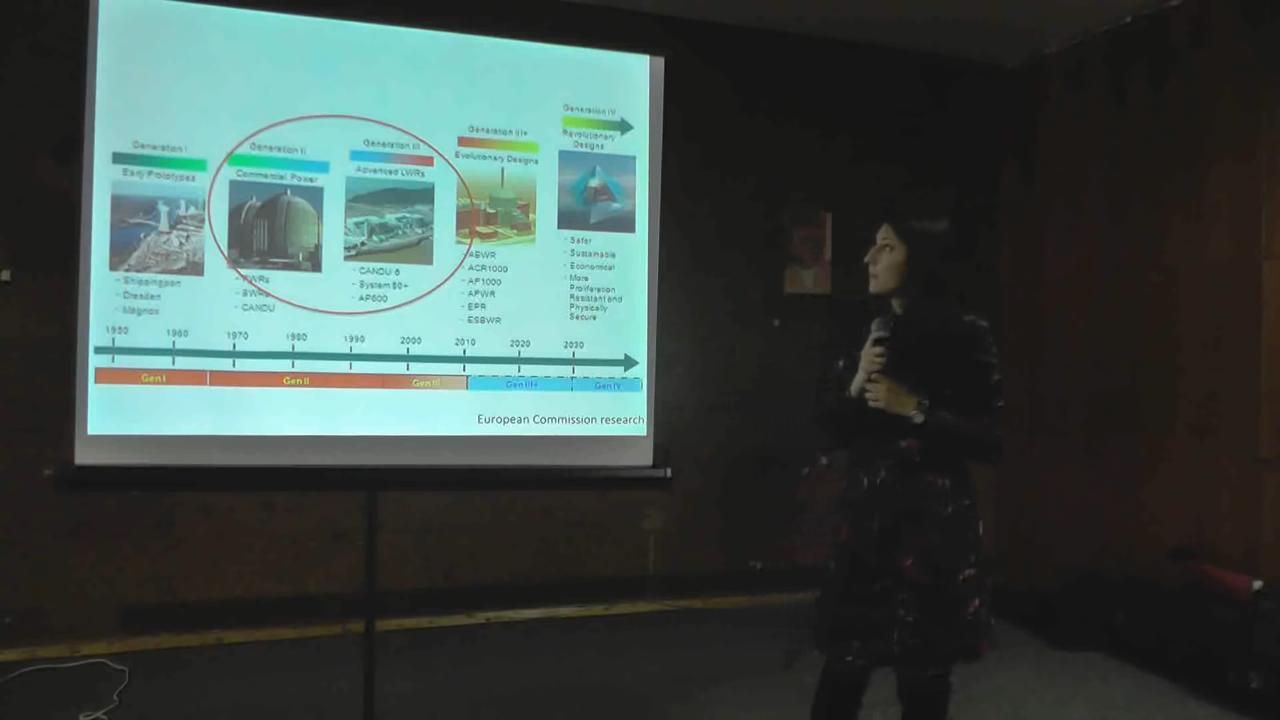 Generation I
Early Prototypes
- Shippingport
- Dresden
- Magnox
Generation II
Commercial Power
- PWRs
- BWRs
- CANDU
Generation III
Advanced LWRs
- CANDU 6
- System 80+
- AP600
Generation III+
Evolutionary Designs
- ABWR
- ACR1000
- AP1000
- APWR
- EPR
- ESBWR
Generation IV
Revolutionary
Designs
- Safer
- Sustainable
- Economical
- More
Proliferation
Resistant and
Physically
Secure
1950 1960 1970 1980 1990 2000 2010 2020 2030
Gen I Gen II Gen III Gen III+ Gen IV
European Commission research